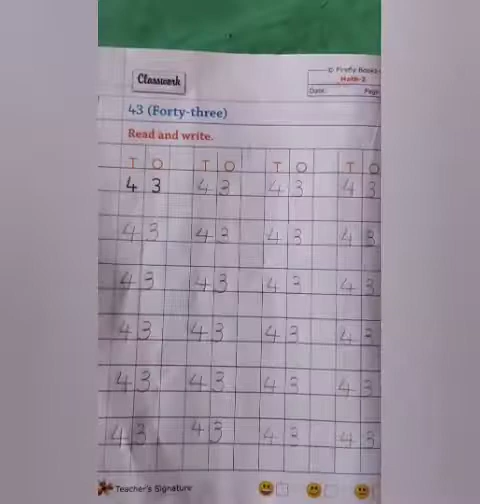 Classwork
© Firefly Books
Math-2
Date:
Page
43 (Forty-three)
Read and write.
T O T O T O T O
4 3 4 3 4 3 4 3
4 3 4 3 4 3 4 3
4 3 4 3 4 3 4 3
4 3 4 3 4 3 4 3
4 3 4 3 4 3 4 3
4 3 4 3 4 3 4 3
Teacher's Signature